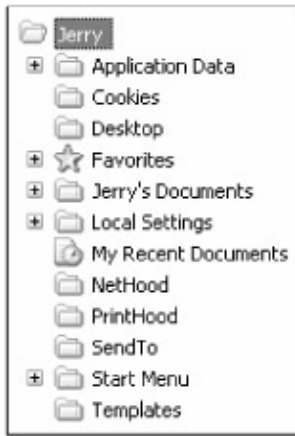 Jerry
Application Data
Cookies
Desktop
Favorites
Jerry's Documents
Local Settings
My Recent Documents
NetHood
PrintHood
SendTo
Start Menu
Templates